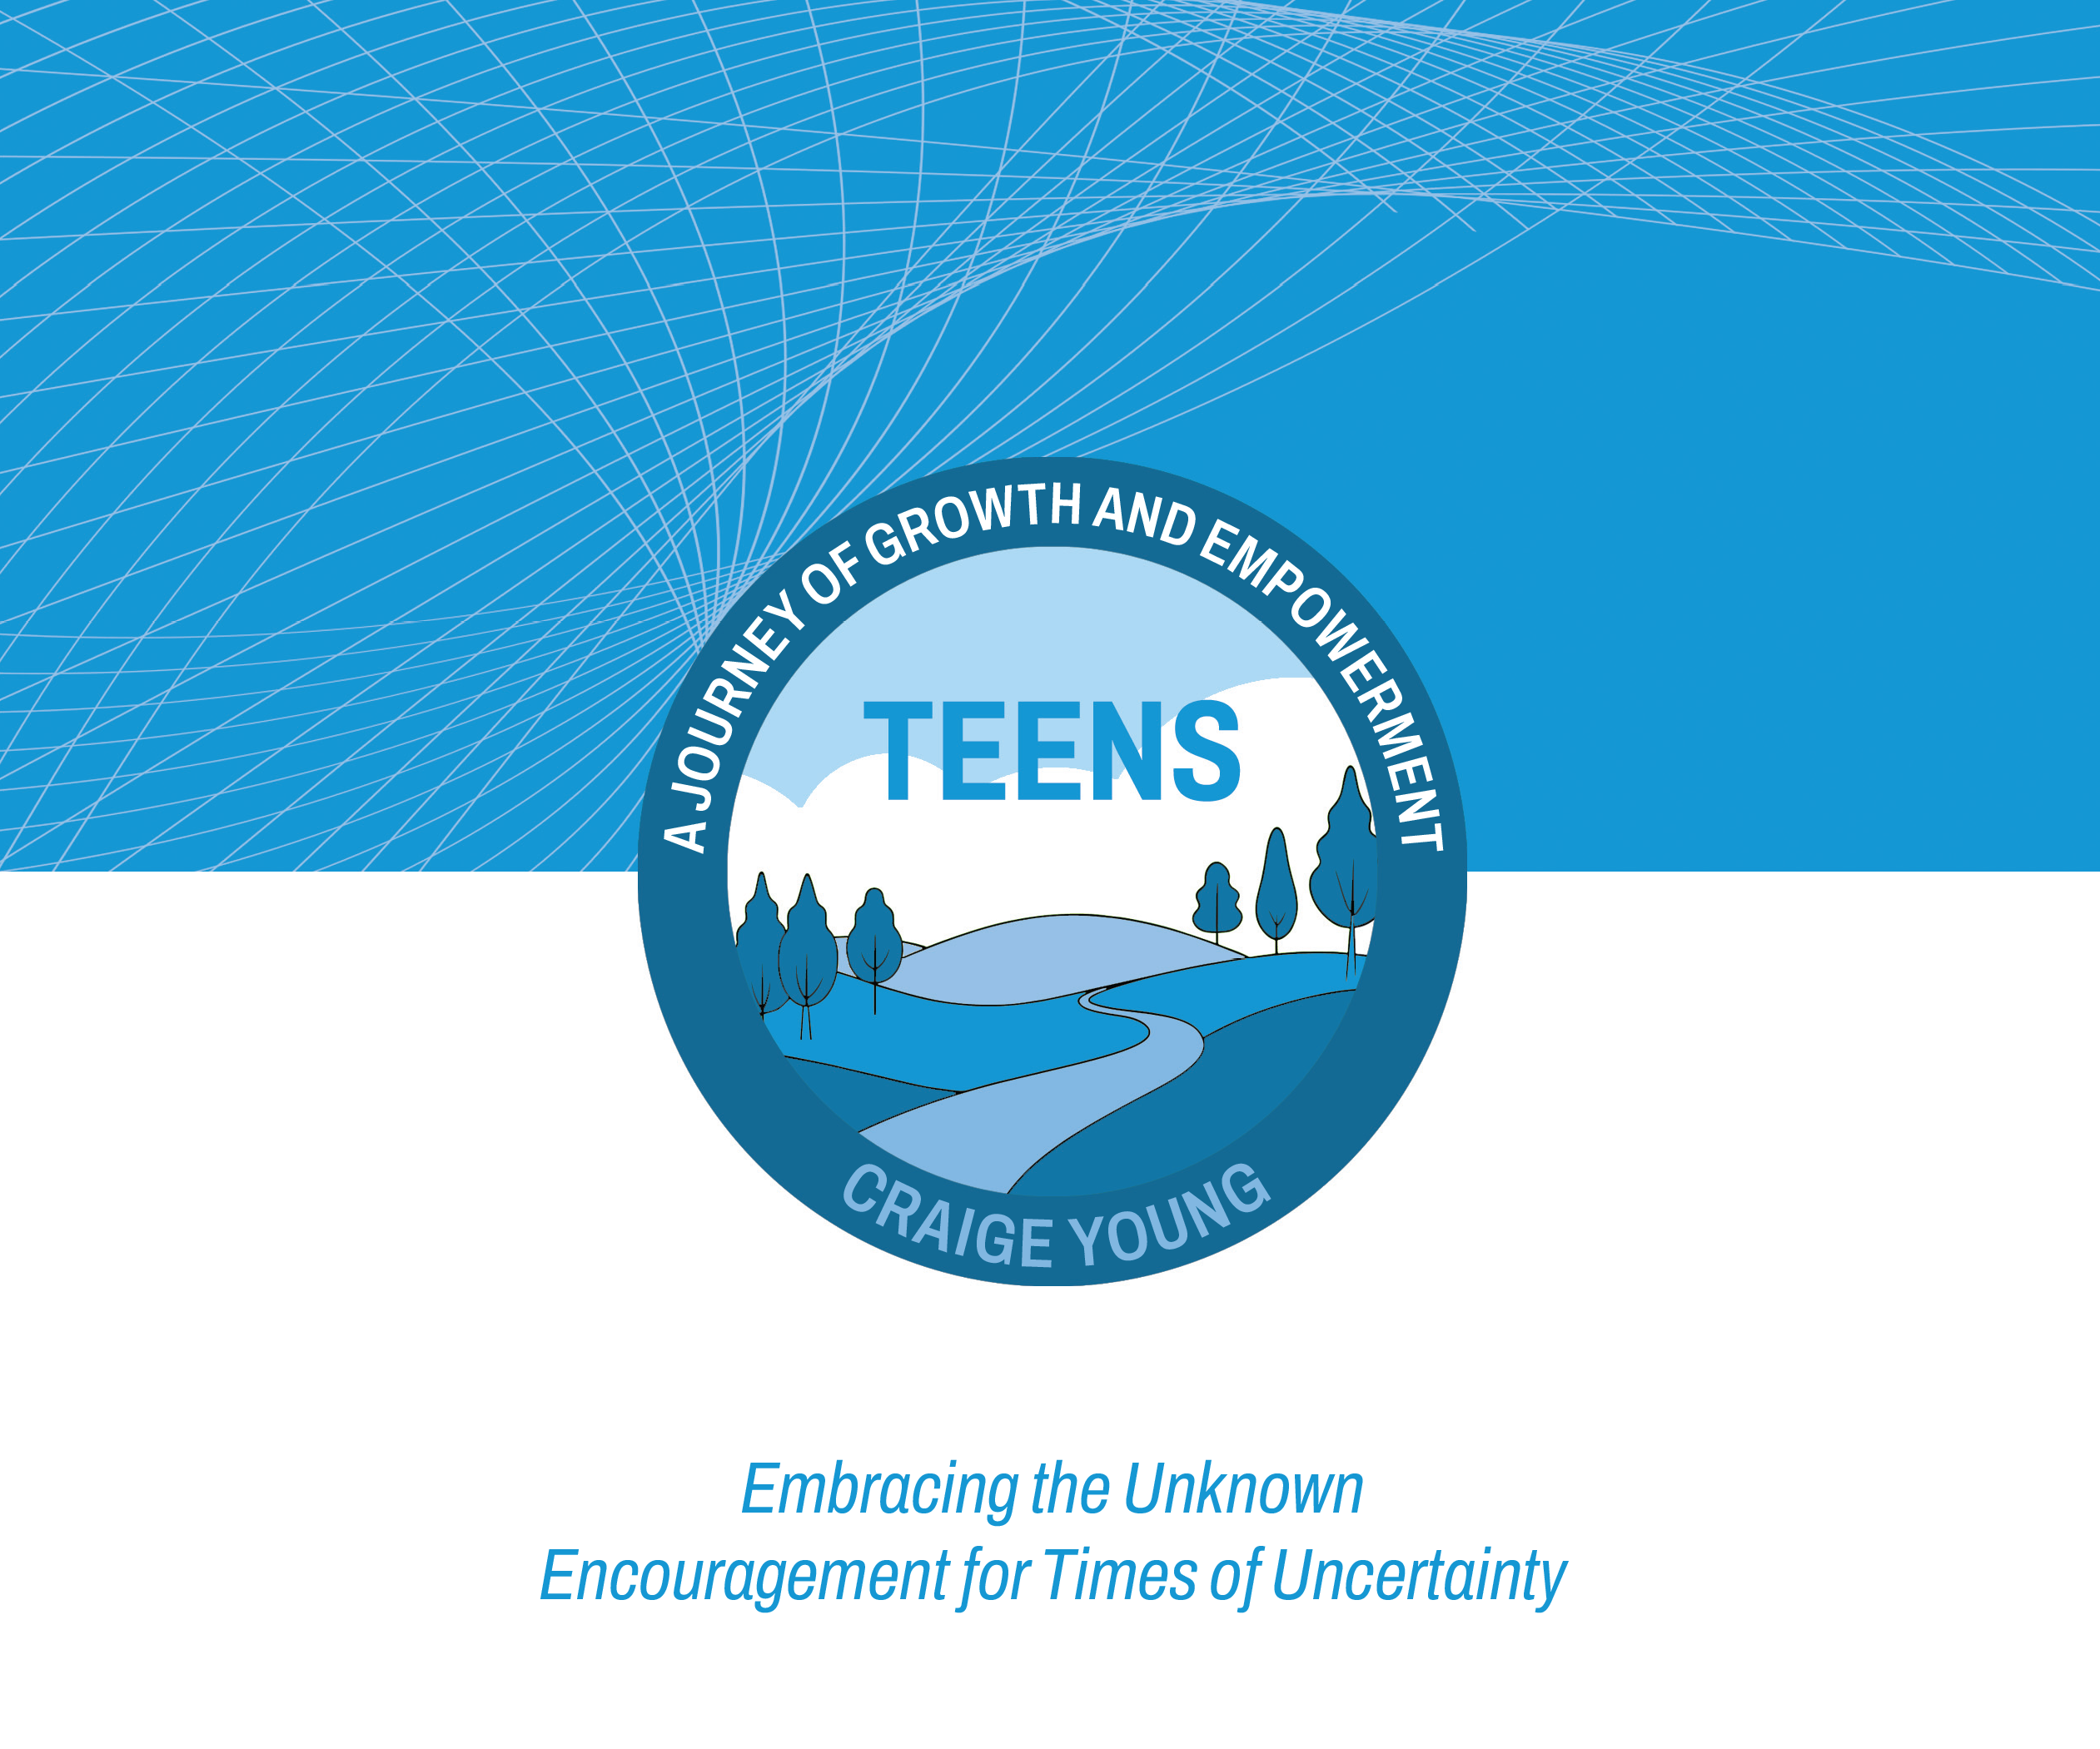 A JOURNEY OF GROWTH AND EMPOWERMENT
TEENS
CRAIGE YOUNG
Embracing the Unknown
Encouragement for Times of Uncertainty